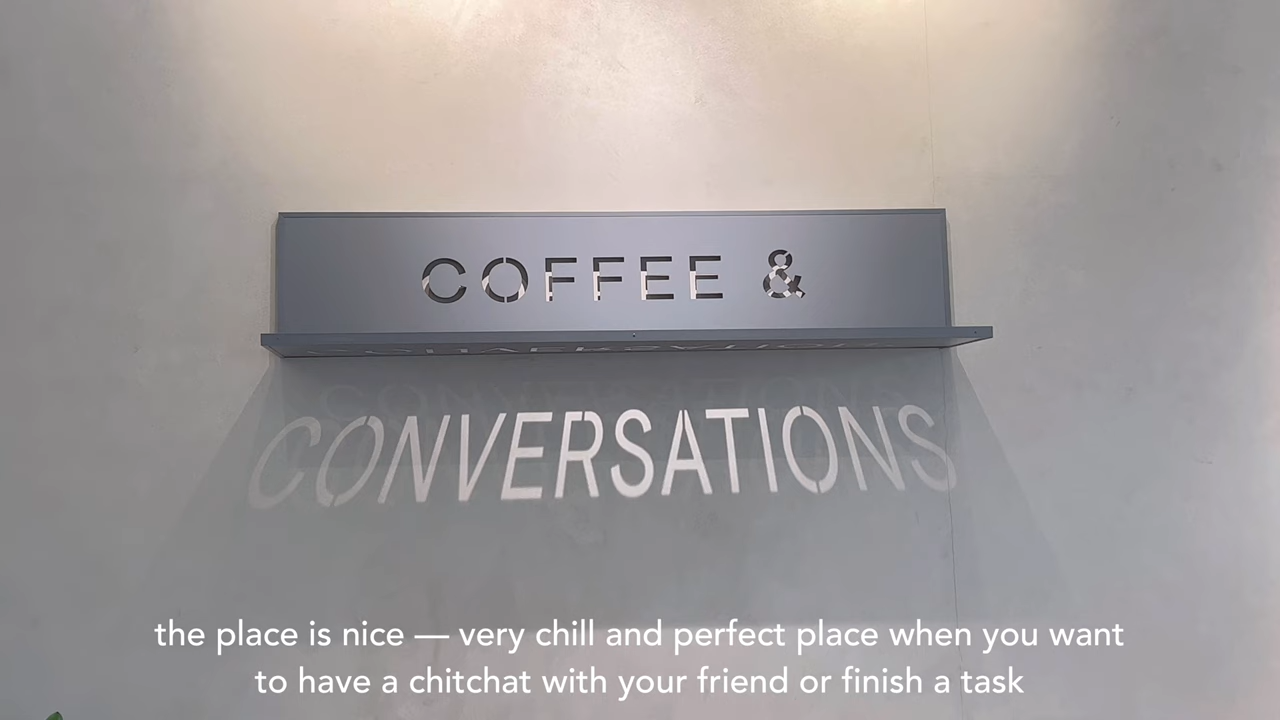 COFFEE &
CONVERSATIONS
the place is nice — very chill and perfect place when you want
to have a chitchat with your friend or finish a task